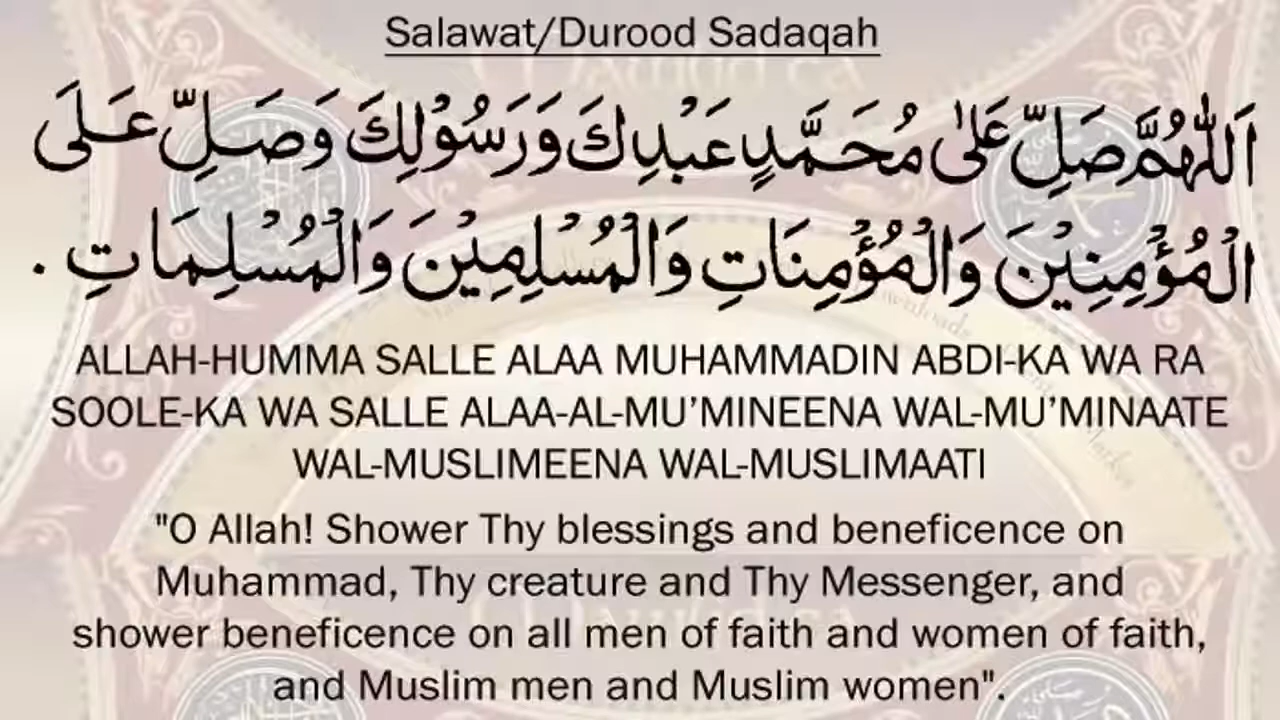 Salawat/Durood Sadaqah
اَللّٰهُمَّ صَلِّ عَلٰى مُحَمَّدٍ عَبْدِكَ وَرَسُوْلِكَ وَصَلِّ عَلَى
الْمُؤْمِنِيْنَ وَالْمُؤْمِنَاتِ وَالْمُسْلِمِيْنَ وَالْمُسْلِمَاتِ .
ALLAH-HUMMA SALLE ALAA MUHAMMADIN ABDI-KA WA RA
SOOLE-KA WA SALLE ALAA-AL-MU’MINEENA WAL-MU’MINAATE
WAL-MUSLIMEENA WAL-MUSLIMAATI
"O Allah! Shower Thy blessings and beneficence on
Muhammad, Thy creature and Thy Messenger, and
shower beneficence on all men of faith and women of faith,
and Muslim men and Muslim women".